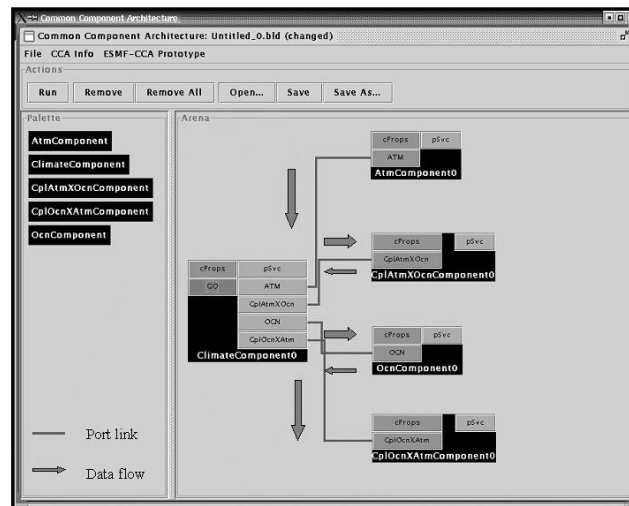 Common Component Architecture
Common Component Architecture: Untitled_0.bld (changed)
File CCA Info ESMF-CCA Prototype
Actions
Run Remove Remove All Open... Save Save As...
Palette
AtmComponent
ClimateComponent
CplAtmXOcnComponent
CplOcnXAtmComponent
OcnComponent
Port link
Data flow
Arena
cProps pSvc
ATM
AtmComponent0
cProps pSvc
CplAtmXOcn
CplAtmXOcnComponent0
cProps pSvc
GO ATM
CplAtmXOcn
OCN
CplOcnXAtm
ClimateComponent0
cProps pSvc
OCN
OcnComponent0
cProps pSvc
CplOcnXAtm
CplOcnXAtmComponent0